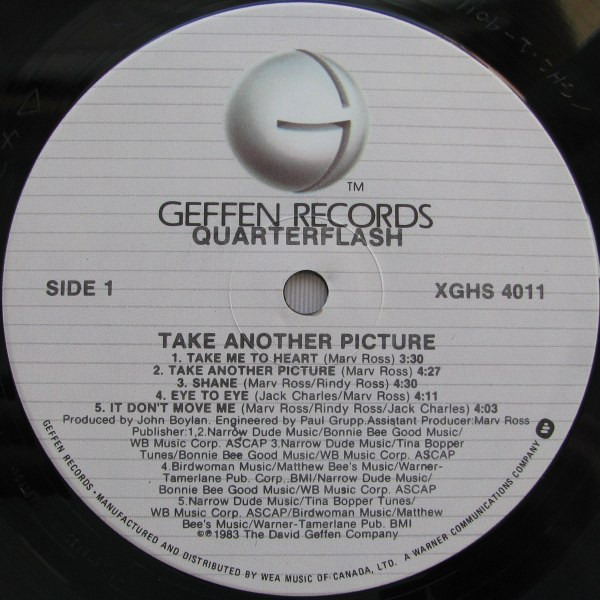 TM
GEFFEN RECORDS
QUARTERFLASH
SIDE 1
XGHS 4011
TAKE ANOTHER PICTURE
1. TAKE ME TO HEART (Marv Ross) 3:30
2. TAKE ANOTHER PICTURE (Marv Ross) 4:27
3. SHANE (Marv Ross/Rindy Ross) 4:30
4. EYE TO EYE (Jack Charles/Marv Ross) 4:11
5. IT DON'T MOVE ME (Marv Ross/Rindy Ross/Jack Charles) 4:03
Produced by John Boylan. Engineered by Paul Grupp. Assistant Producer: Marv Ross
Publisher:1,2.Narrow Dude Music/Bonnie Bee Good Music/
WB Music Corp. ASCAP 3.Narrow Dude Music/Tina Bopper
Tunes/Bonnie Bee Good Music/WB Music Corp. ASCAP
4.Birdwoman Music/Matthew Bee's Music/Warner-
Tamerlane Pub. Corp. BMI/Narrow Dude Music/
Bonnie Bee Good Music/WB Music Corp. ASCAP
5.Narrow Dude Music/Tina Bopper Tunes/
WB Music Corp. ASCAP/Birdwoman Music/Matthew
Bee's Music/Warner-Tamerlane Pub. BMI
©℗1983 The David Geffen Company
GEFFEN RECORDS - MANUFACTURED AND DISTRIBUTED BY WEA MUSIC OF CANADA, LTD. A WARNER COMMUNICATIONS COMPANY